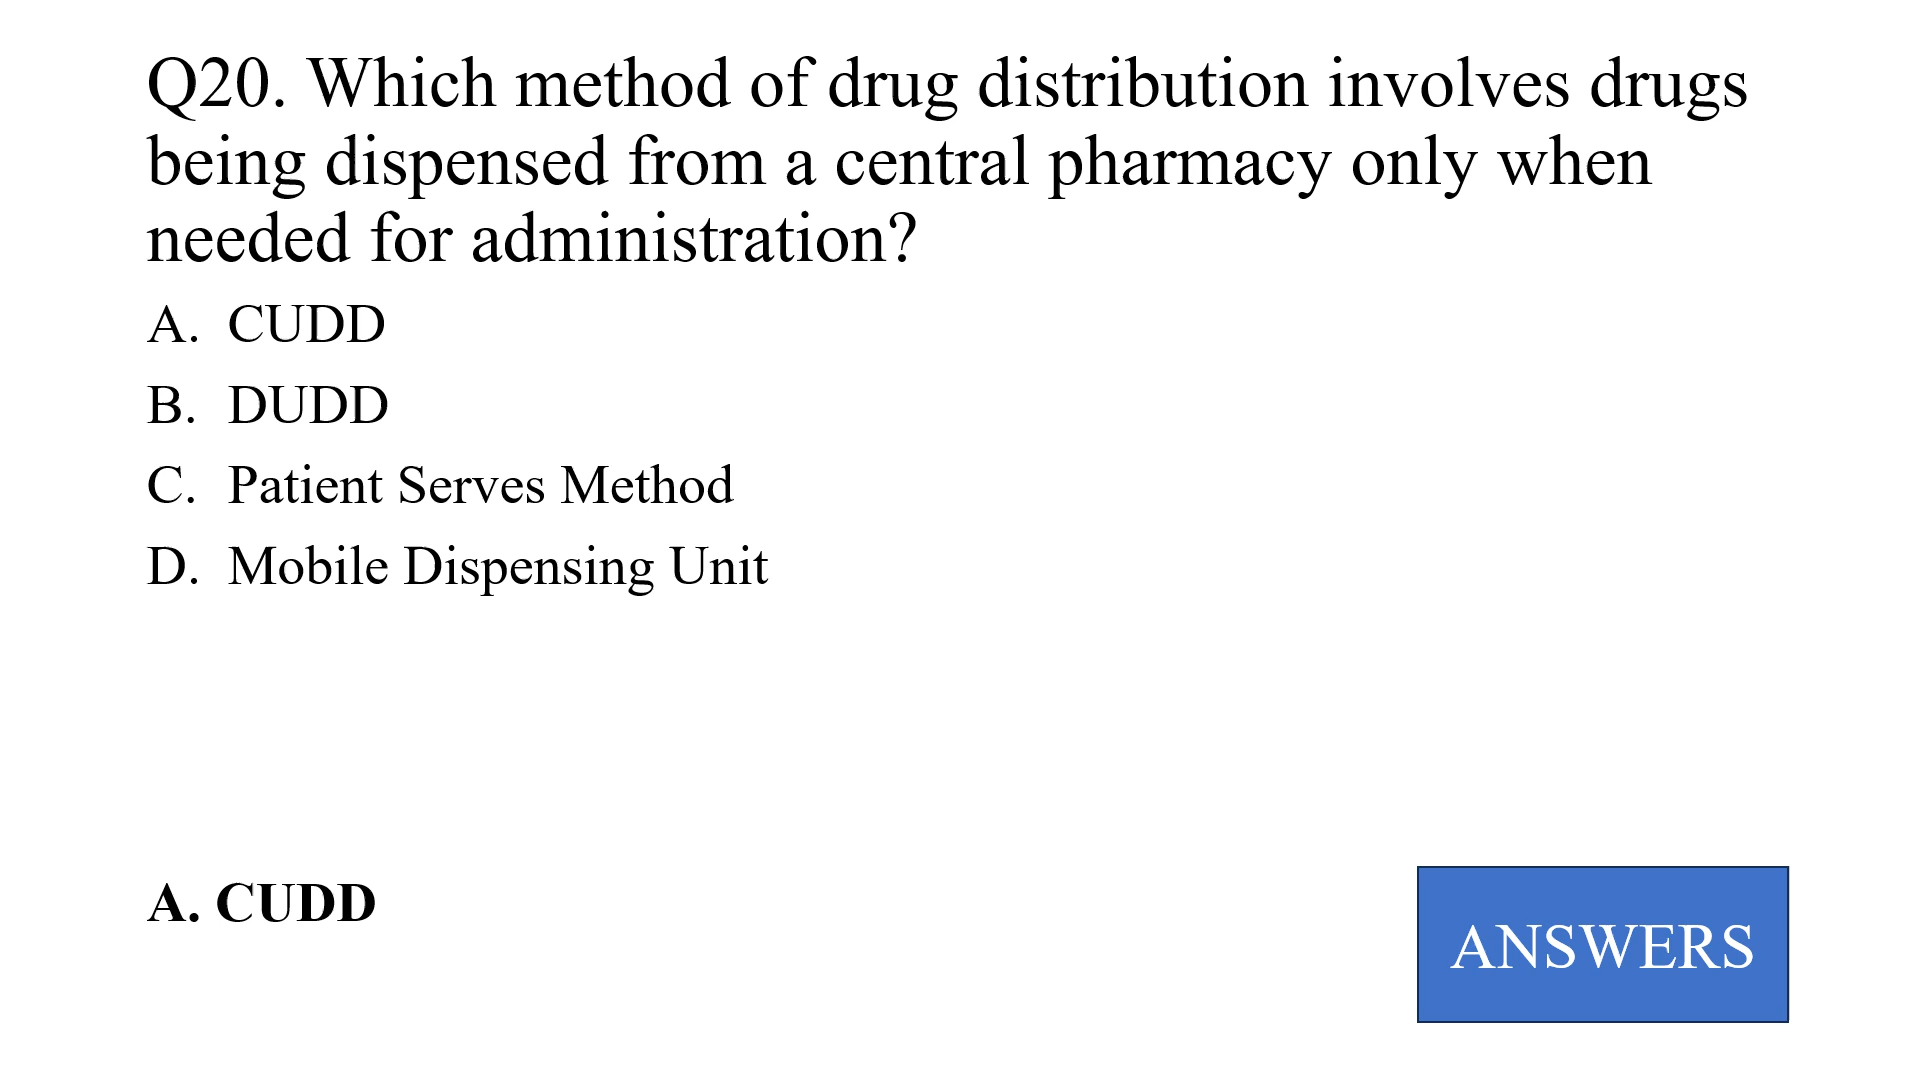 Q20. Which method of drug distribution involves drugs
being dispensed from a central pharmacy only when
needed for administration?
A. CUDD
B. DUDD
C. Patient Serves Method
D. Mobile Dispensing Unit
A. CUDD
ANSWERS